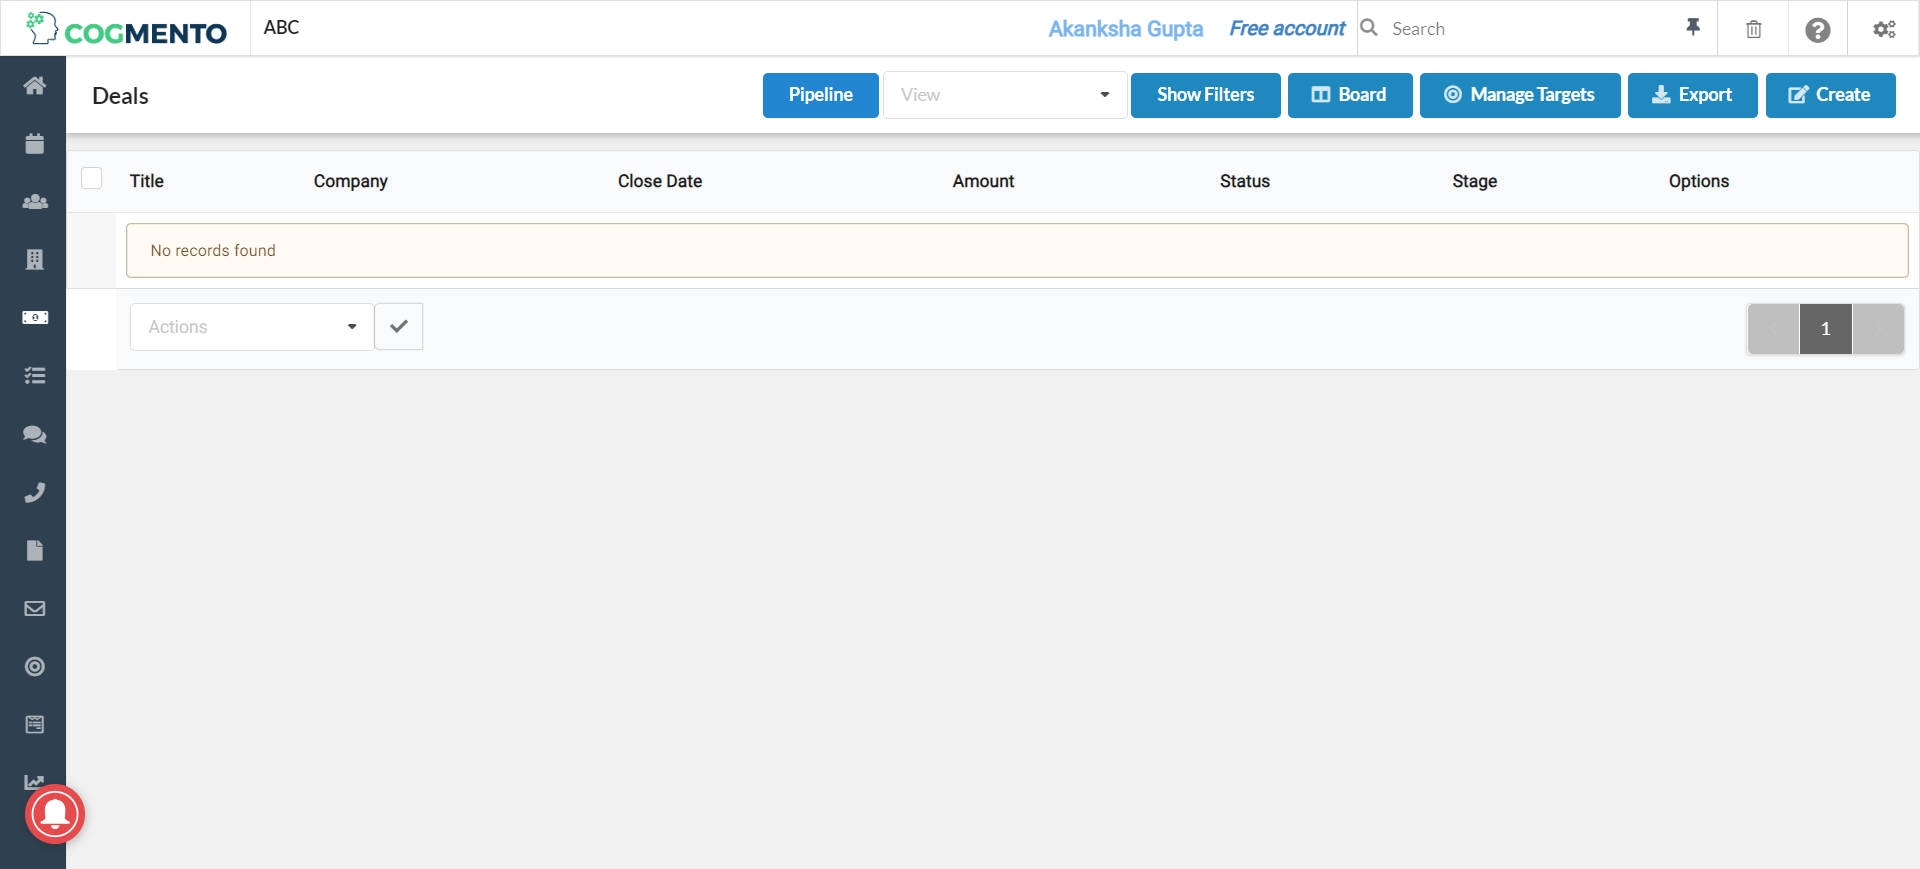 COGMENTO ABC Akanksha Gupta Free account Search
Deals Pipeline View Show Filters Board Manage Targets Export Create
Title Company Close Date Amount Status Stage Options
No records found
Actions 1